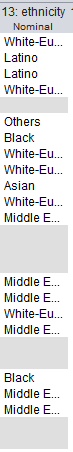 13: ethnicity
Nominal
White-Eu...
Latino
Latino
White-Eu...
Others
Black
White-Eu...
White-Eu...
Asian
White-Eu...
Middle E...
Middle E...
Middle E...
White-Eu...
Middle E...
Black
Middle E...
Middle E...